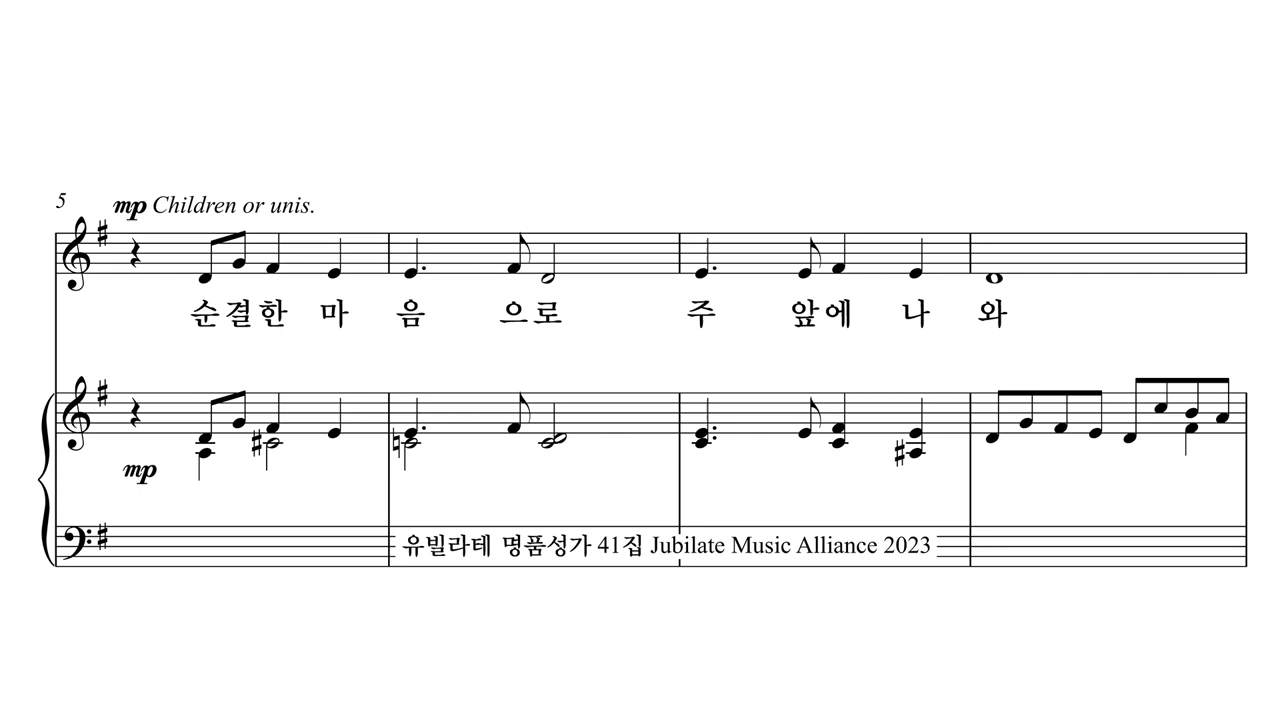 5
mp Children or unis.
순결한 마 음 으로 주 앞에 나 와
mp
유빌라테 명품성가 41집 Jubilate Music Alliance 2023